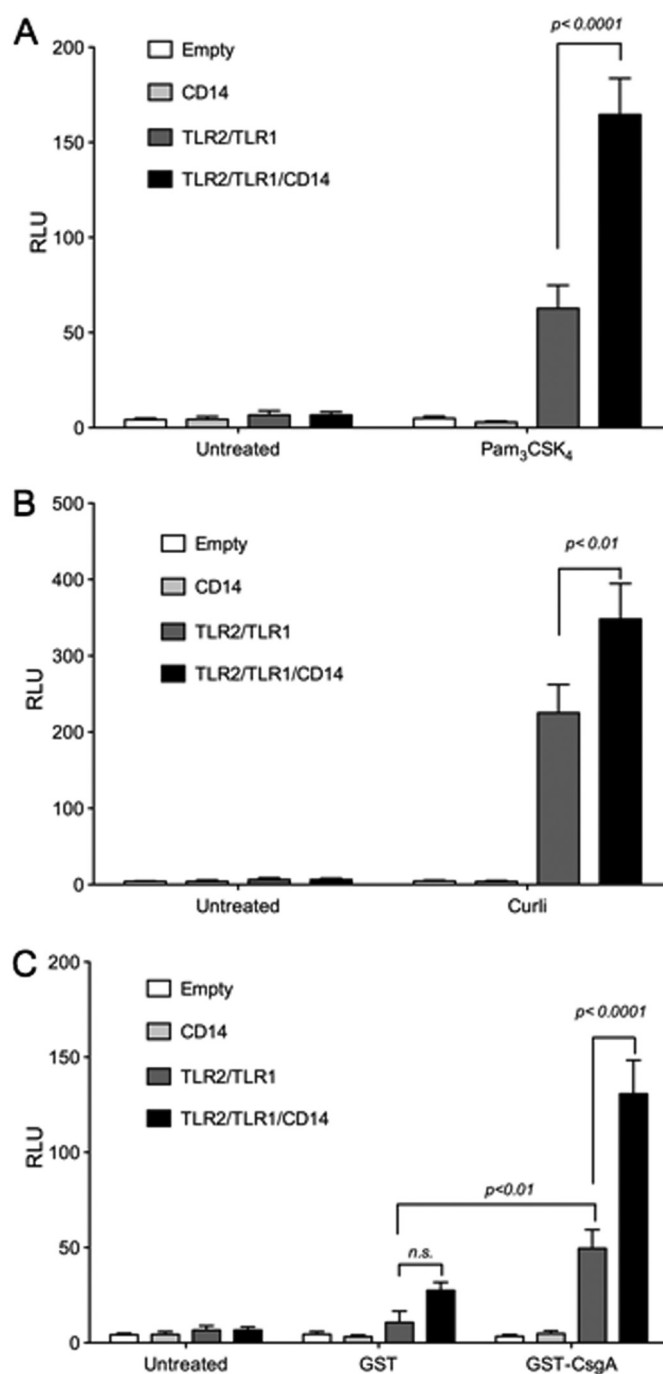 A
200
150
100
50
0
RLU
Empty
CD14
TLR2/TLR1
TLR2/TLR1/CD14
p< 0.0001
Untreated
Pam₃CSK₄
B
500
400
300
200
100
0
RLU
Empty
CD14
TLR2/TLR1
TLR2/TLR1/CD14
p< 0.01
Untreated
Curli
C
200
150
100
50
0
RLU
Empty
CD14
TLR2/TLR1
TLR2/TLR1/CD14
p< 0.0001
p<0.01
n.s.
Untreated
GST
GST-CsgA